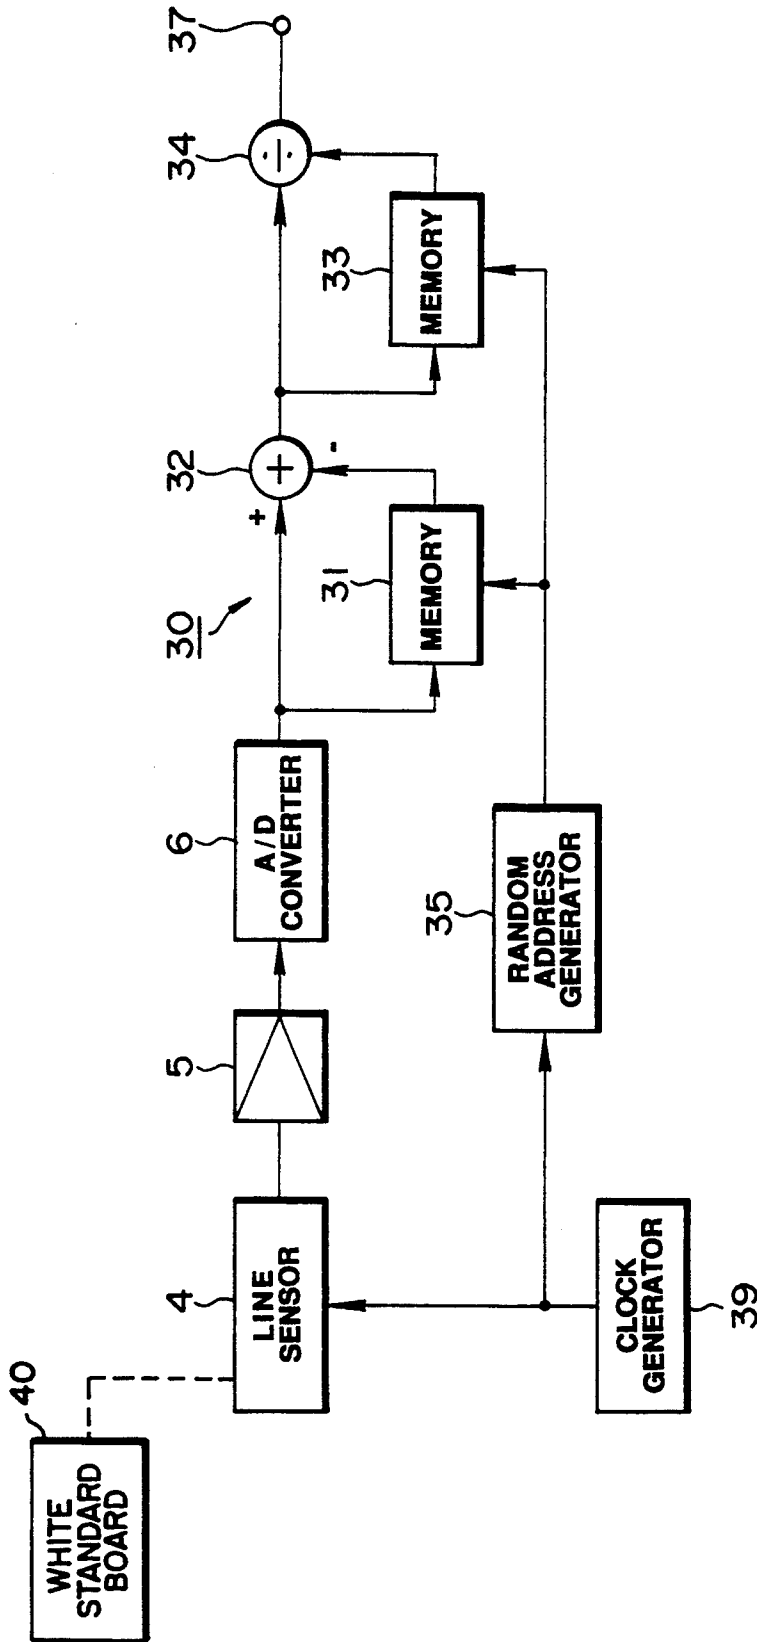 40
WHITE
STANDARD
BOARD
4
LINE
SENSOR
5
6
A/D
CONVERTER
30
32
+
+
-
34
÷
37
31
MEMORY
33
MEMORY
35
RANDOM
ADDRESS
GENERATOR
CLOCK
GENERATOR
39